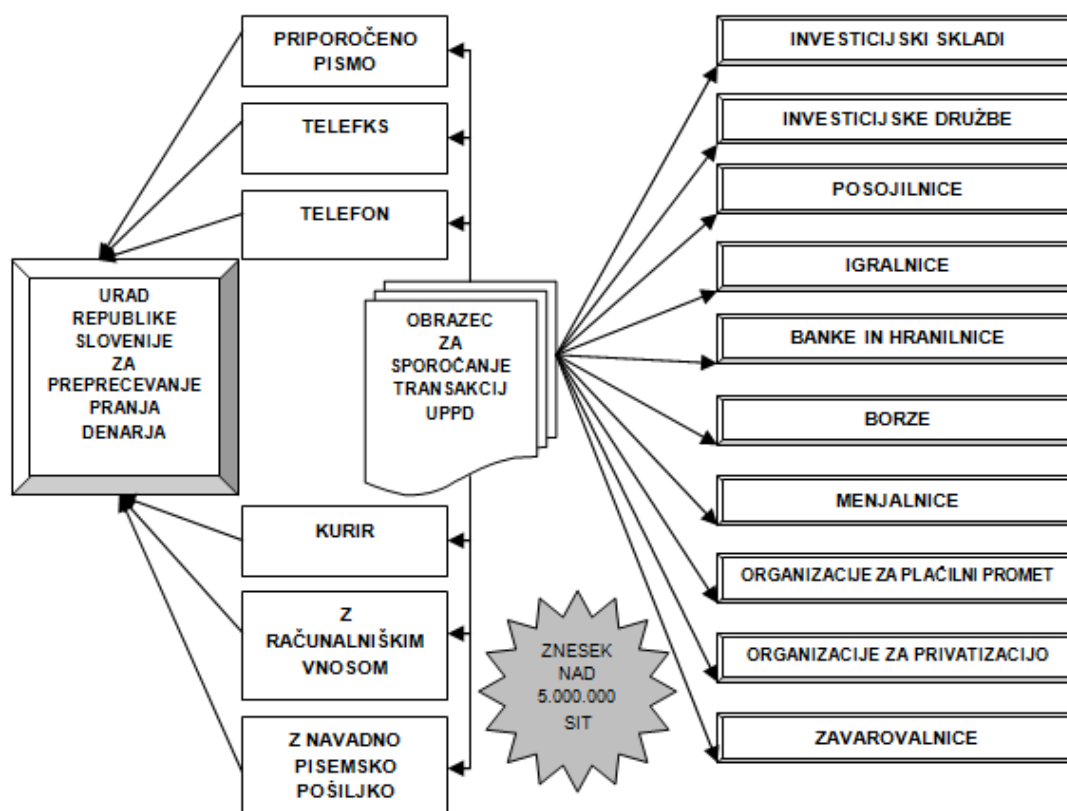 PRIPOROČENO
PISMO
TELEFKS
TELEFON
URAD
REPUBLIKE
SLOVENIJE
ZA
PREPRECEVANJE
PRANJA
DENARJA
KURIR
Z
RAČUNALNIŠKIM
VNOSOM
Z NAVADNO
PISEMSKO
POŠILJKO
OBRAZEC
ZA
SPOROČANJE
TRANSAKCIJ
UPPD
ZNESEK
NAD
5.000.000
SIT
INVESTICIJSKI SKLADI
INVESTICIJSKE DRUŽBE
POSOJILNICE
IGRALNICE
BANKE IN HRANILNICE
BORZE
MENJALNICE
ORGANIZACIJE ZA PLAČILNI PROMET
ORGANIZACIJE ZA PRIVATIZACIJO
ZAVAROVALNICE